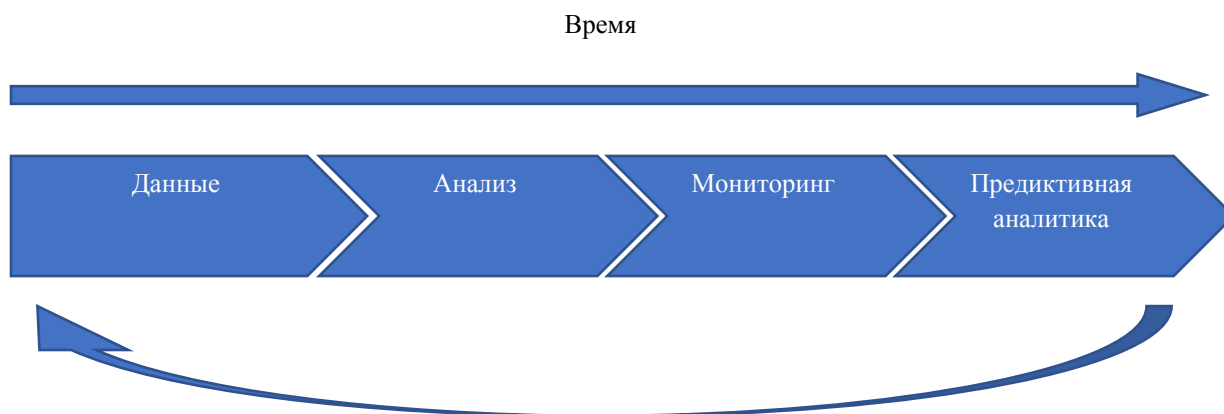 Время
Данные
Анализ
Мониторинг
Предиктивная
аналитика